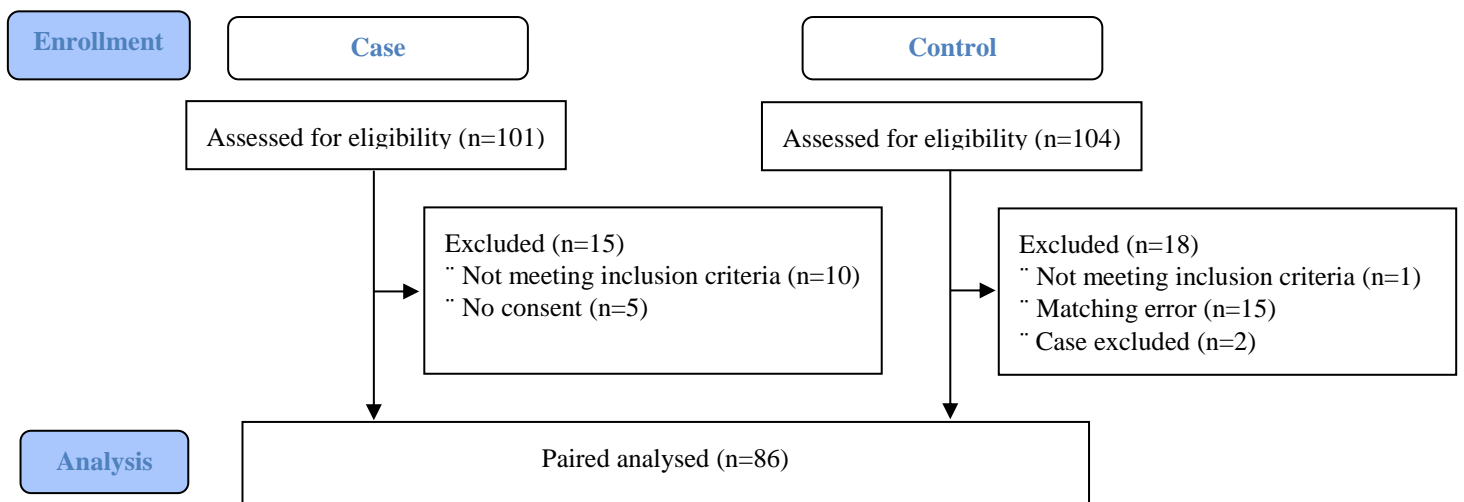 Enrollment
Case
Control
Assessed for eligibility (n=101)
Assessed for eligibility (n=104)
Excluded (n=15)
¨ Not meeting inclusion criteria (n=10)
¨ No consent (n=5)
Excluded (n=18)
¨ Not meeting inclusion criteria (n=1)
¨ Matching error (n=15)
¨ Case excluded (n=2)
Analysis
Paired analysed (n=86)